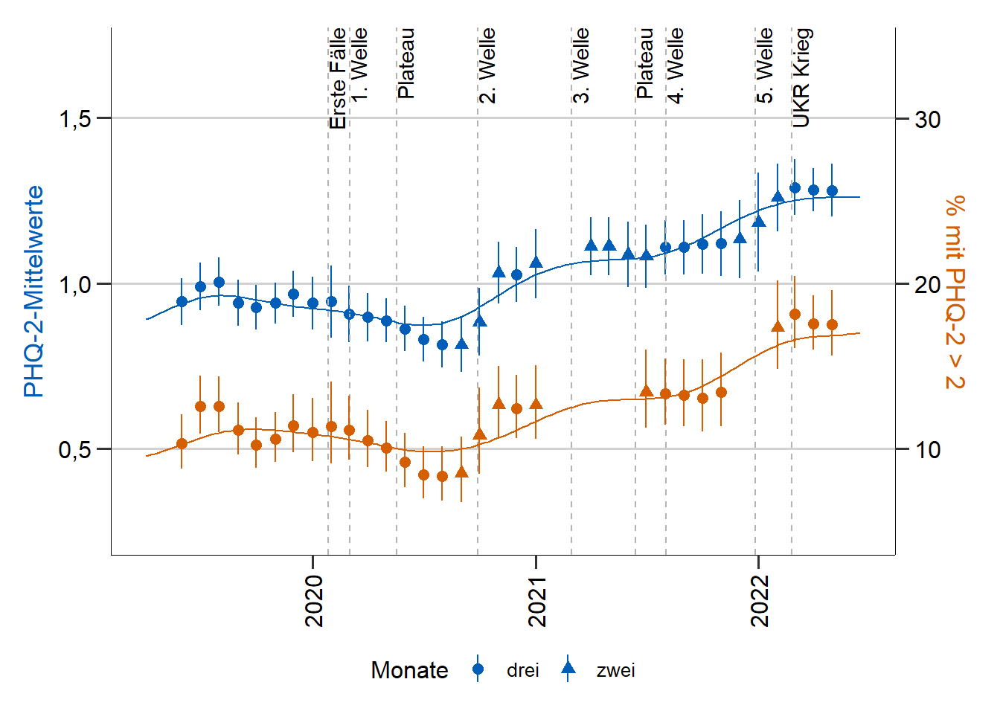 Erste Fälle
1. Welle
Plateau
2. Welle
3. Welle
Plateau
4. Welle
5. Welle
UKR Krieg
PHQ-2-Mittelwerte
1,5
1,0
0,5
30
20
10
% mit PHQ-2 > 2
2020
2021
2022
Monate drei zwei